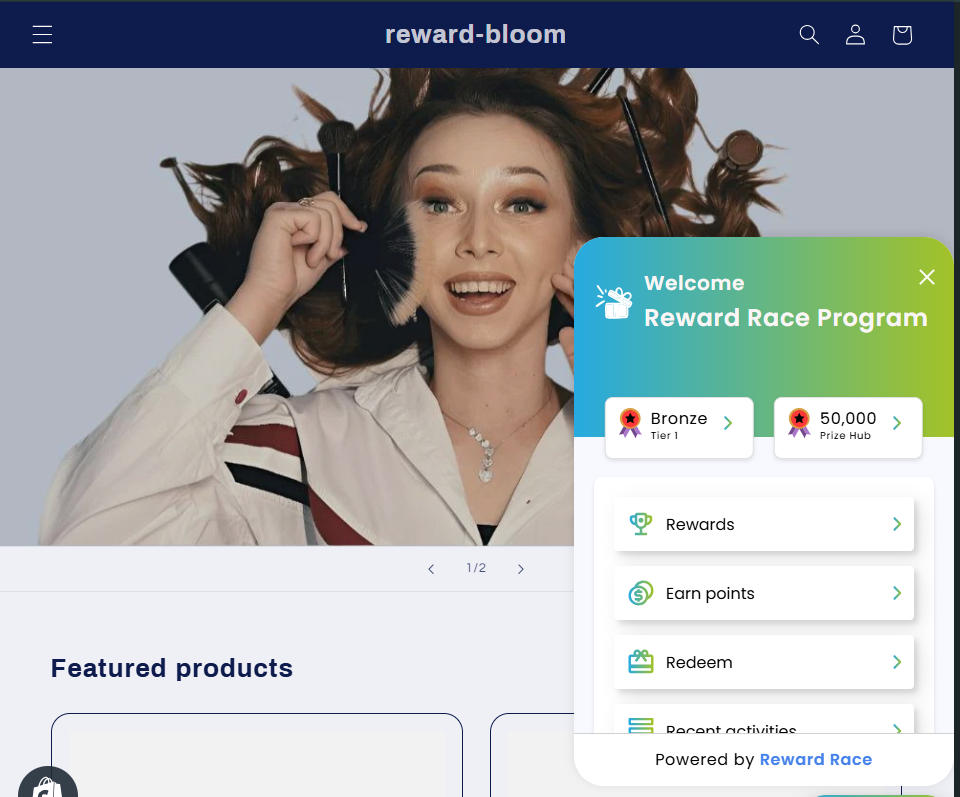 reward-bloom
Welcome
Reward Race Program
Bronze
Tier 1
50,000
Prize Hub
Rewards
Earn points
Redeem
Recent activities
Powered by Reward Race
1/2
Featured products